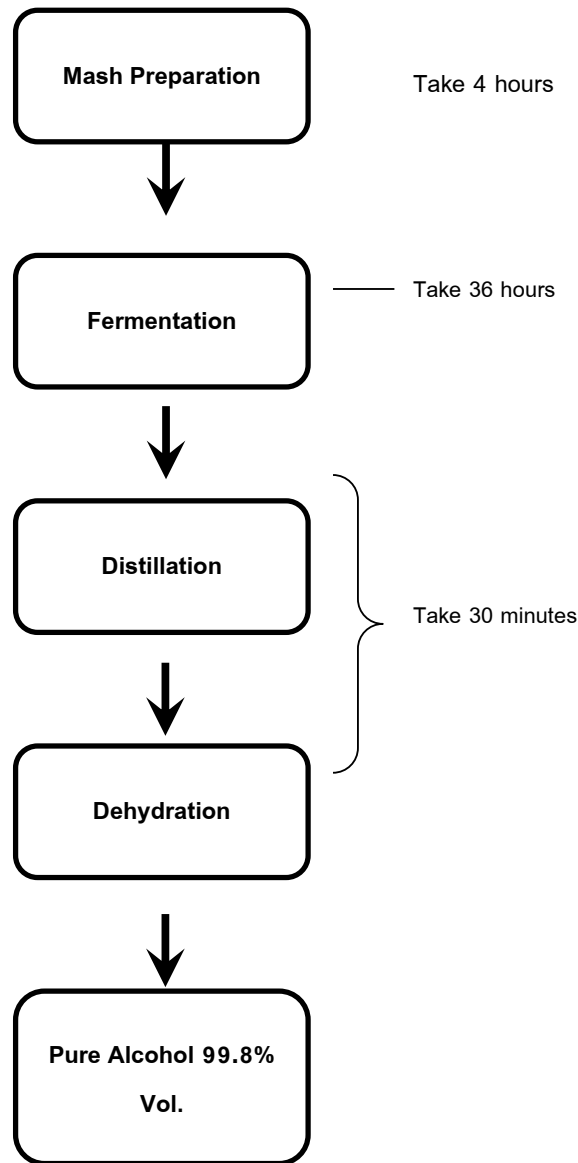 Mash Preparation
Take 4 hours
Fermentation
Take 36 hours
Distillation
Take 30 minutes
Dehydration
Pure Alcohol 99.8%
Vol.